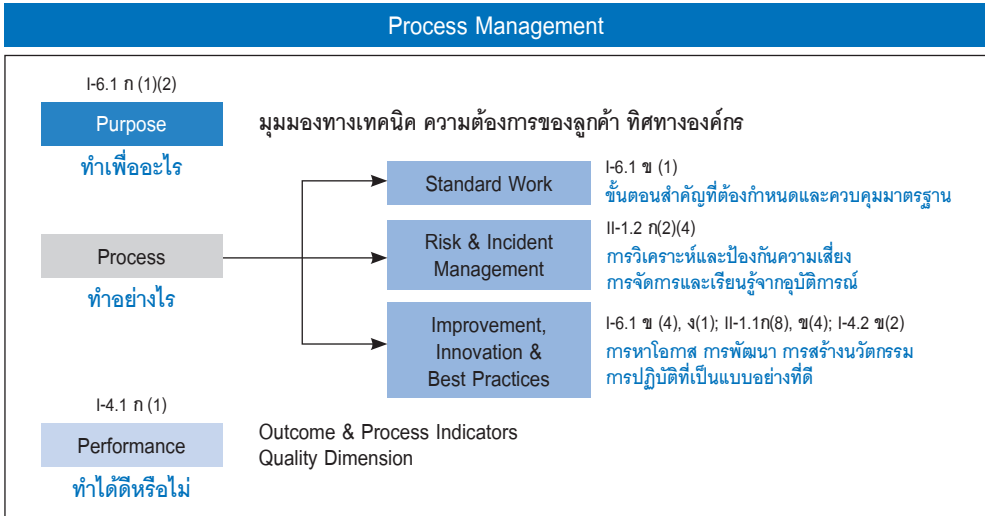 Process Management
I-6.1 ก (1)(2)
Purpose
มุมมองทางเทคนิค ความต้องการของลูกค้า ทิศทางองค์กร
ทำเพื่ออะไร
Standard Work
I-6.1 ข (1)
ขั้นตอนสำคัญที่ต้องกำหนดและควบคุมมาตรฐาน
Process
ทำอย่างไร
Risk & Incident
Management
II-1.2 ก(2)(4)
การวิเคราะห์และป้องกันความเสี่ยง
การจัดการและเรียนรู้จากอุบัติการณ์
Improvement,
Innovation &
Best Practices
I-6.1 ข (4), ง(1); II-1.1ก(8), ข(4); I-4.2 ข(2)
การหาโอกาส การพัฒนา การสร้างนวัตกรรม
การปฏิบัติที่เป็นแบบอย่างที่ดี
I-4.1 ก (1)
Performance
ทำได้ดีหรือไม่
Outcome & Process Indicators
Quality Dimension